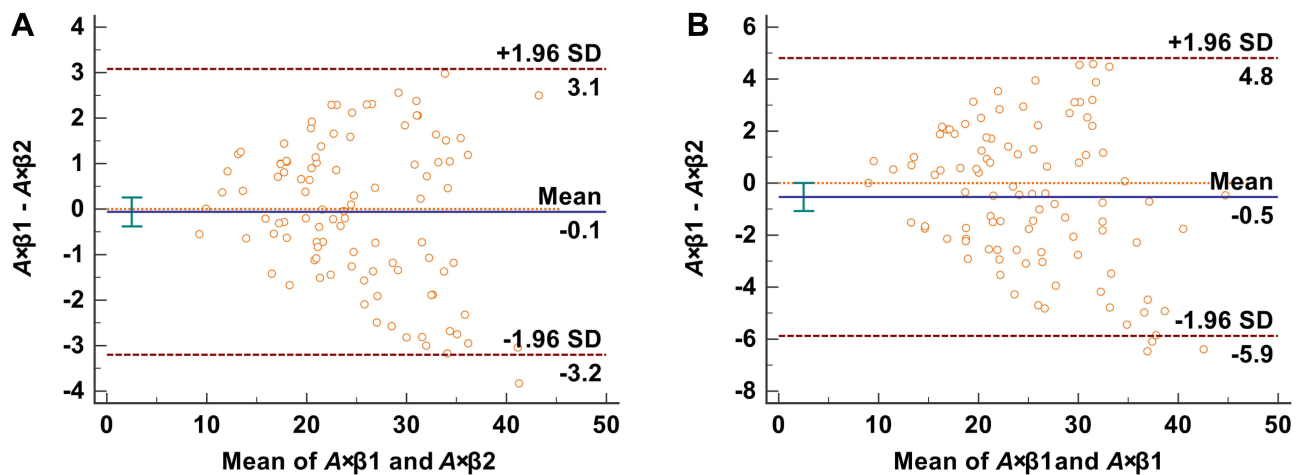 A
4
3
2
1
0
-1
-2
-3
-4
A×β1 - A×β2
+1.96 SD
3.1
Mean
-0.1
-1.96 SD
-3.2
0 10 20 30 40 50
Mean of A×β1 and A×β2
B
6
4
2
0
-2
-4
-6
-8
A×β1 - A×β2
+1.96 SD
4.8
Mean
-0.5
-1.96 SD
-5.9
0 10 20 30 40 50
Mean of A×β1and A×β1